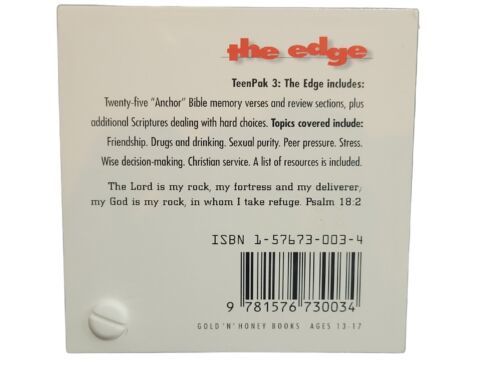 the edge
TeenPak 3: The Edge includes:
Twenty-five "Anchor" Bible memory verses and review sections, plus
additional Scriptures dealing with hard choices. Topics covered include:
Friendship. Drugs and drinking. Sexual purity. Peer pressure. Stress.
Wise decision-making. Christian service. A list of resources is included.
The Lord is my rock, my fortress and my deliverer;
my God is my rock, in whom I take refuge. Psalm 18:2
ISBN 1-57673-003-4
9 781576 730034
GOLD 'N' HONEY BOOKS AGES 13-17